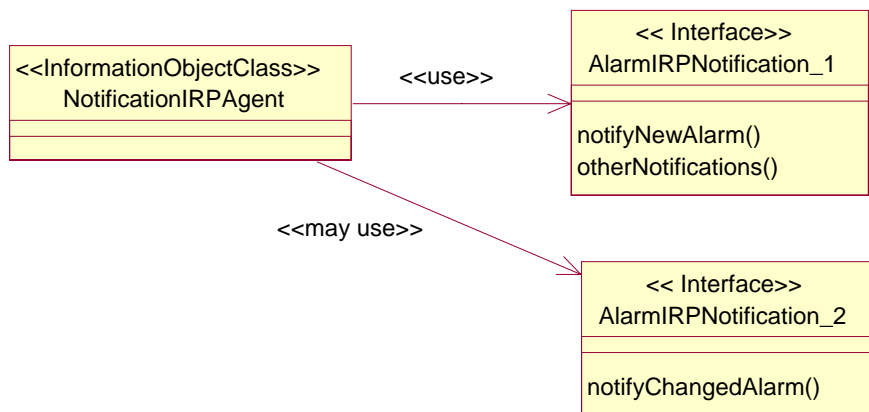 <<InformationObjectClass>>
NotificationIRPAgent
<<use>>
<< Interface>>
AlarmIRPNotification_1
notifyNewAlarm()
otherNotifications()
<<may use>>
<< Interface>>
AlarmIRPNotification_2
notifyChangedAlarm()